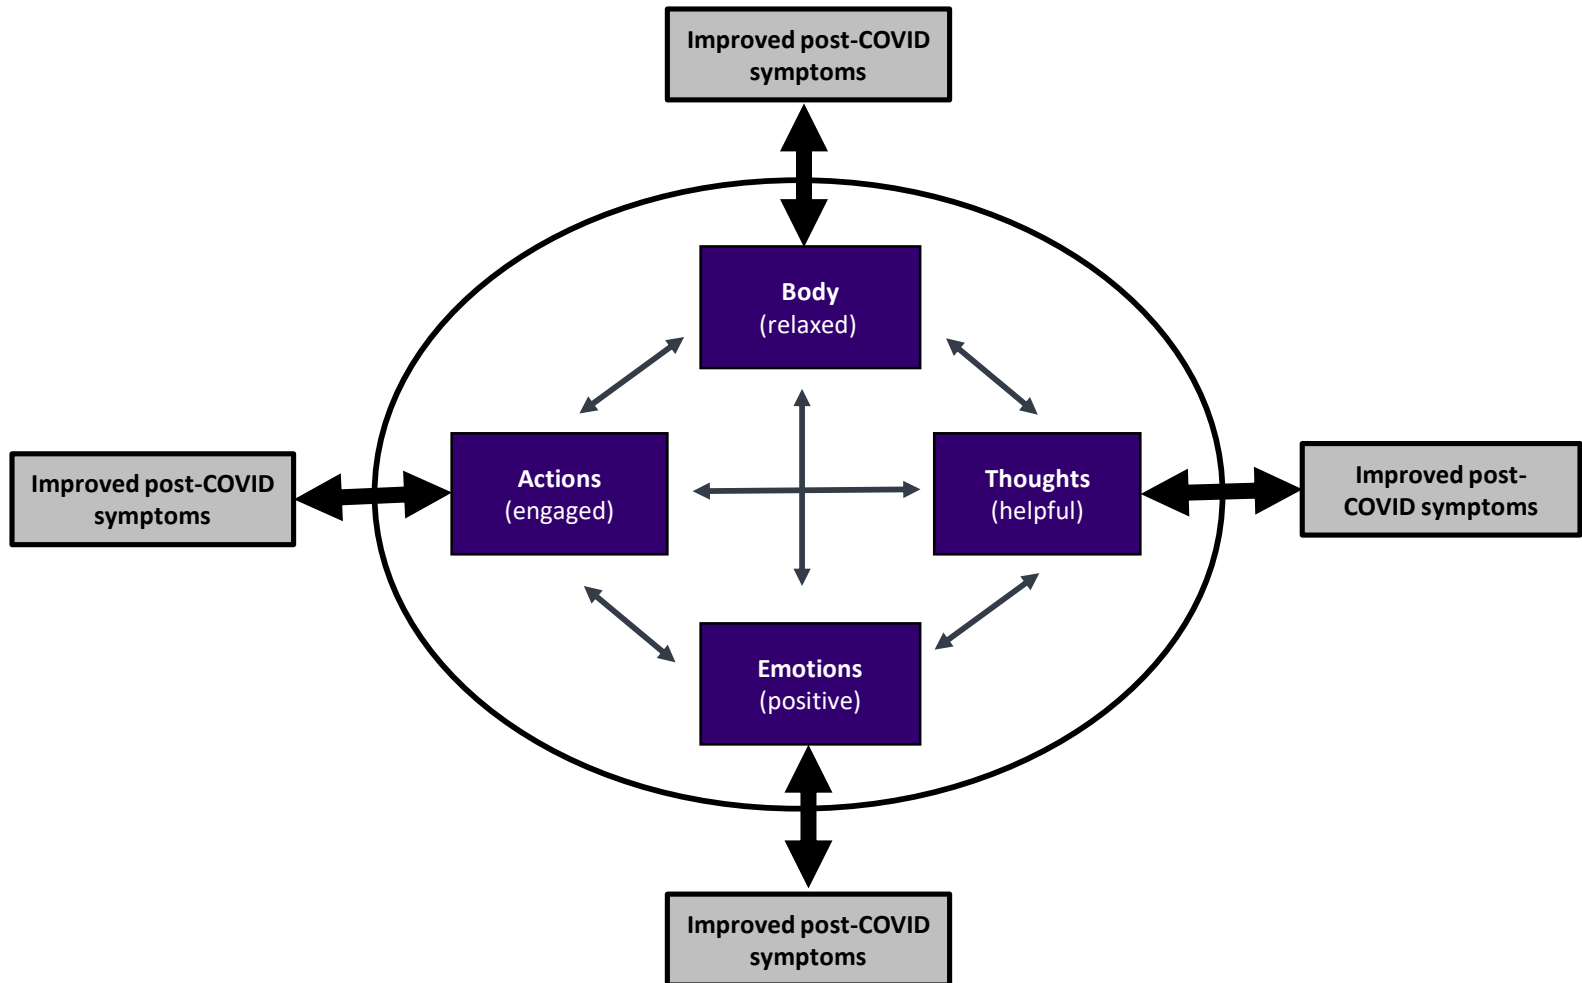 Improved post-COVID
symptoms
Body
(relaxed)
Improved post-COVID
symptoms
Actions
(engaged)
Thoughts
(helpful)
Improved post-
COVID symptoms
Emotions
(positive)
Improved post-COVID
symptoms